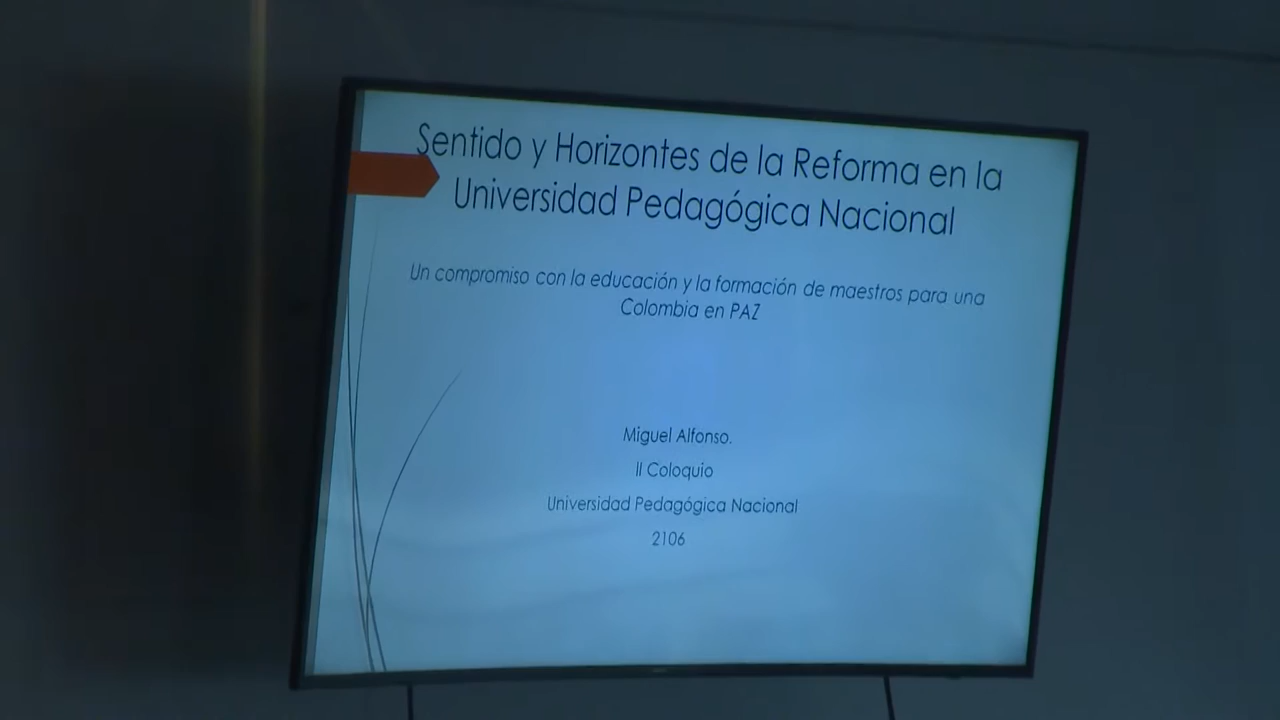 Sentido y Horizontes de la Reforma en la
Universidad Pedagógica Nacional
Un compromiso con la educación y la formación de maestros para una
Colombia en PAZ
Miguel Alfonso.
II Coloquio
Universidad Pedagógica Nacional
2106